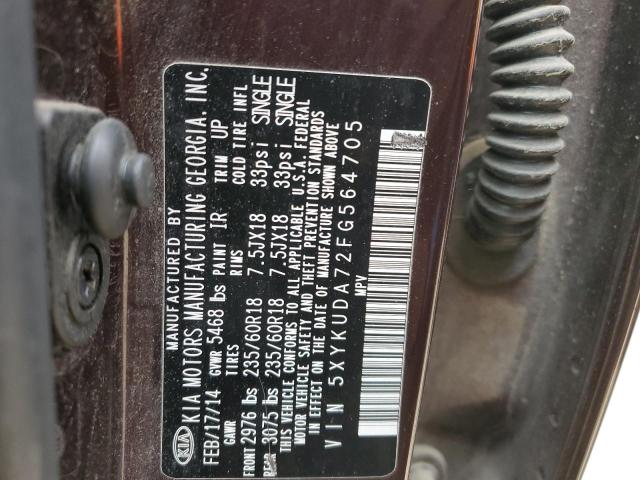 MANUFACTURED BY
KIA KIA MOTORS MANUFACTURING GEORGIA, INC.
FEB/17/14 GVWR 5468 lbs PAINT IR TRIM UP
GAWR TIRES RIMS COLD TIRE INFL
FRONT 2976 lbs 235/60R18 7.5JX18 33psi SINGLE
REAR 3075 lbs 235/60R18 7.5JX18 33psi SINGLE
THIS VEHICLE CONFORMS TO ALL APPLICABLE U.S.A. FEDERAL
MOTOR VEHICLE SAFETY AND THEFT PREVENTION STANDARDS
IN EFFECT ON THE DATE OF MANUFACTURE SHOWN ABOVE
VIN 5XYKUDA72FG564705
MPV